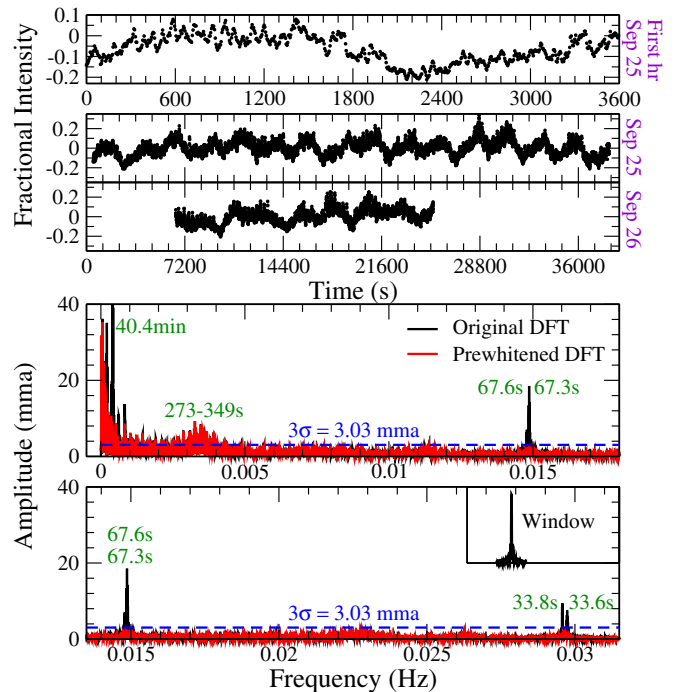 Fractional Intensity
0.1
0
-0.1
-0.2
0 600 1200 1800 2400 3000 3600
First hr
Sep 25
0.2
0
-0.2
Sep 25
0.2
0
-0.2
Sep 26
0 7200 14400 21600 28800 36000
Time (s)
Amplitude (mma)
40
20
0
40.4min
273-349s
3σ = 3.03 mma
Original DFT
Prewhitened DFT
67.6s 67.3s
0 0.005 0.01 0.015
40
20
0
67.6s
67.3s
3σ = 3.03 mma
Window
33.8s 33.6s
0.015 0.02 0.025 0.03
Frequency (Hz)